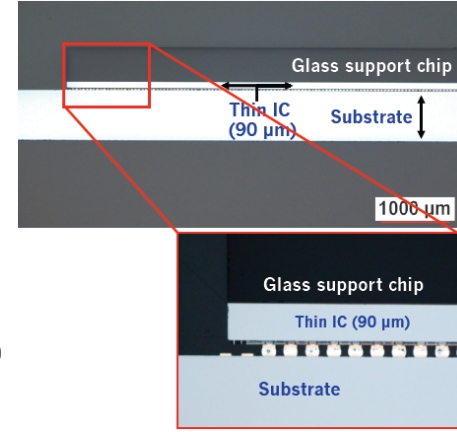 Glass support chip
Thin IC
(90 µm)
Substrate
1000 µm
Glass support chip
Thin IC (90 µm)
Substrate